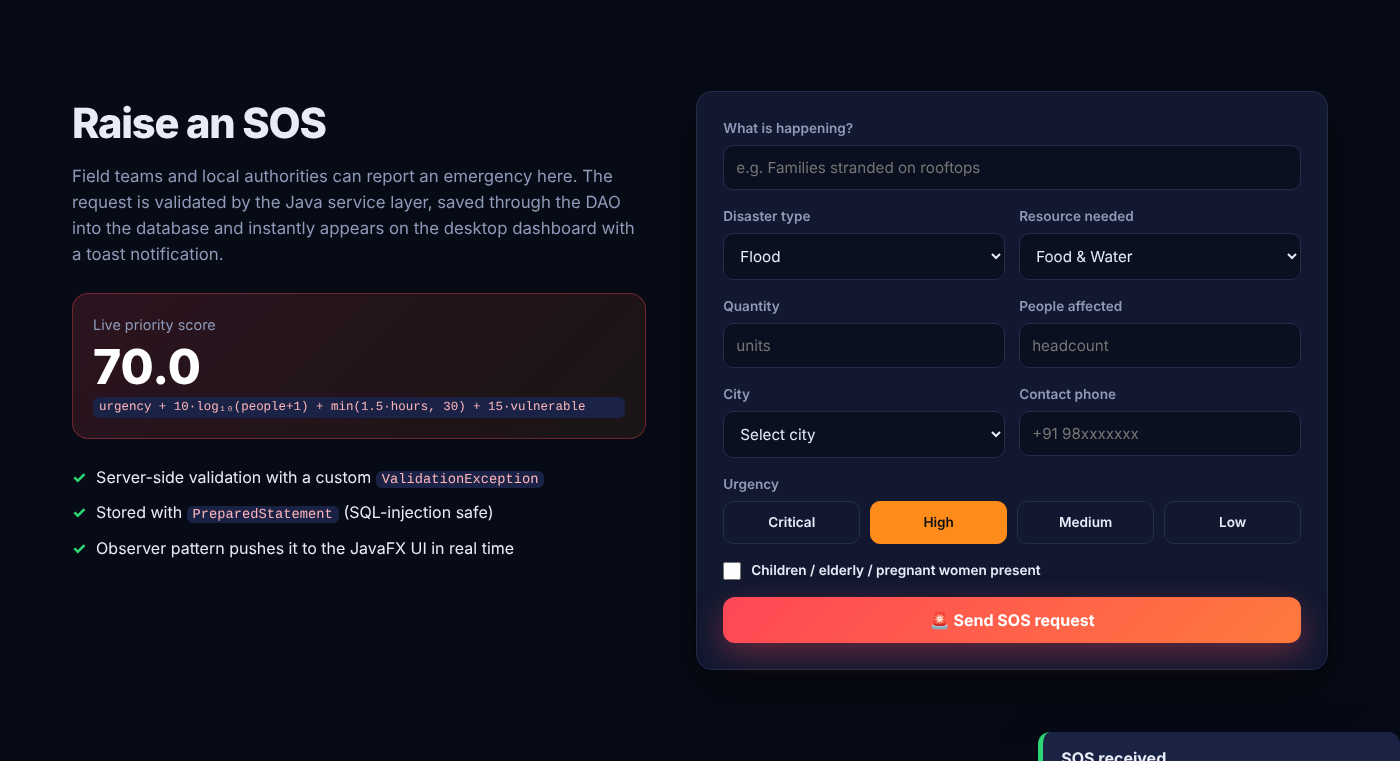 Raise an SOS
Field teams and local authorities can report an emergency here. The
request is validated by the Java service layer, saved through the DAO
into the database and instantly appears on the desktop dashboard with
a toast notification.
Live priority score
70.0
urgency + 10·log₁₀(people+1) + min(1.5·hours, 30) + 15·vulnerable
✓ Server-side validation with a custom ValidationException
✓ Stored with PreparedStatement (SQL-injection safe)
✓ Observer pattern pushes it to the JavaFX UI in real time
What is happening?
e.g. Families stranded on rooftops
Disaster type
Resource needed
Flood
Food & Water
Quantity
People affected
units
headcount
City
Contact phone
Select city
+91 98xxxxxxx
Urgency
Critical
High
Medium
Low
Children / elderly / pregnant women present
🚨 Send SOS request
SOS received